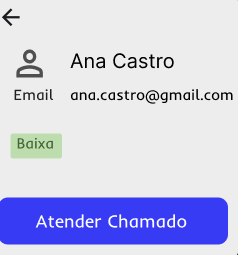 Ana Castro
Email ana.castro@gmail.com
Baixa
Atender Chamado